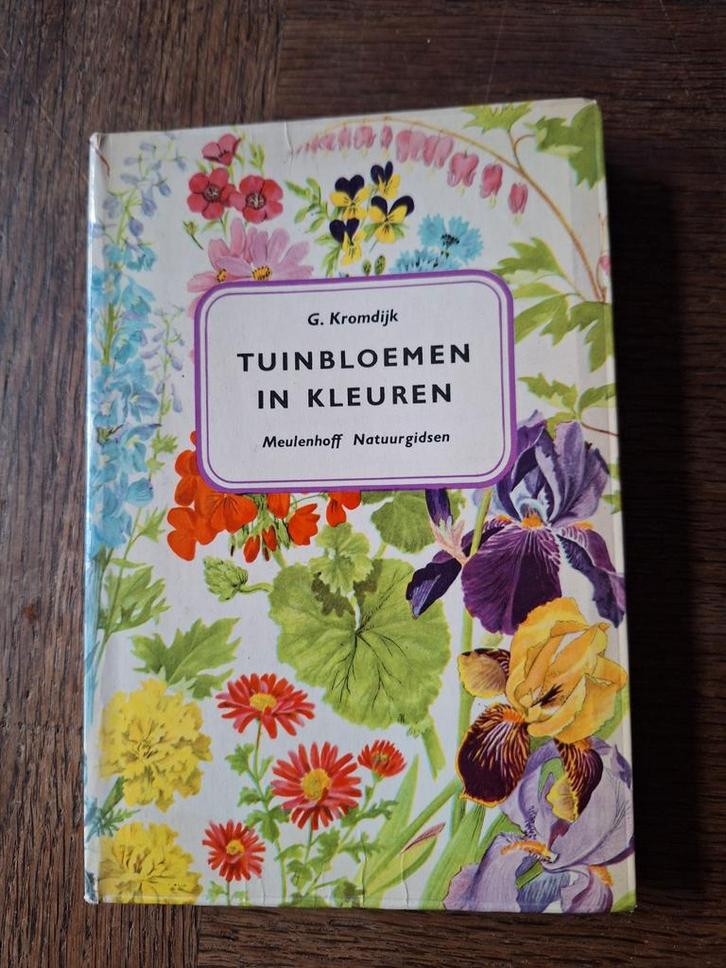 G. Kromdijk
TUINBLOEMEN
IN KLEUREN
Meulenhoff Natuurgidsen